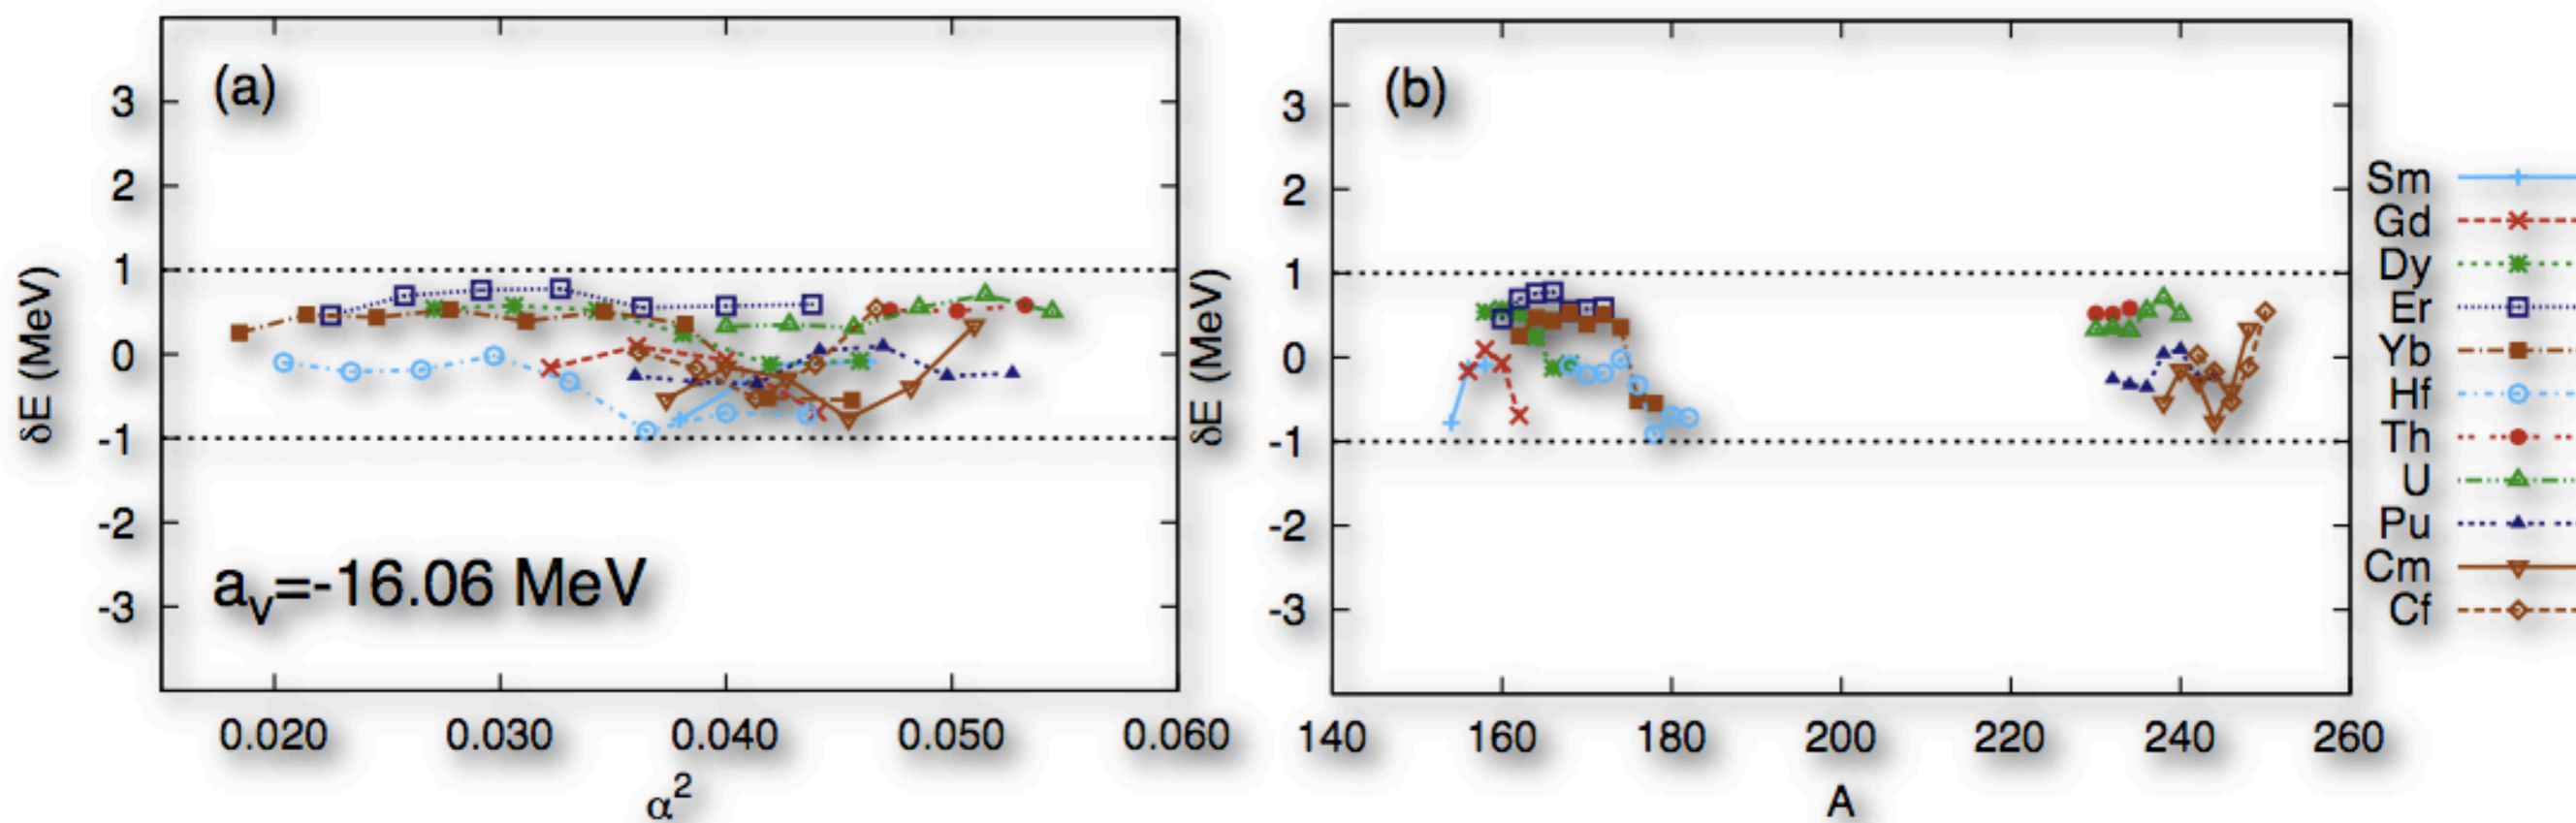 (a)
3
2
1
0
-1
-2
-3
δE (MeV)
aᵥ=-16.06 MeV
0.020 0.030 0.040 0.050 0.060
α²
(b)
3
2
1
0
-1
-2
-3
δE (MeV)
140 160 180 200 220 240 260
A
Sm
Gd
Dy
Er
Yb
Hf
Th
U
Pu
Cm
Cf